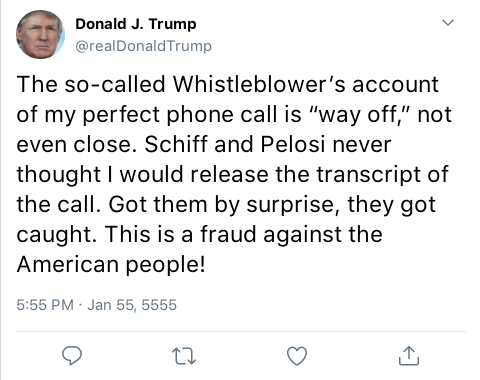 Donald J. Trump
@realDonaldTrump
The so-called Whistleblower’s account
of my perfect phone call is “way off,” not
even close. Schiff and Pelosi never
thought I would release the transcript of
the call. Got them by surprise, they got
caught. This is a fraud against the
American people!
5:55 PM · Jan 55, 5555